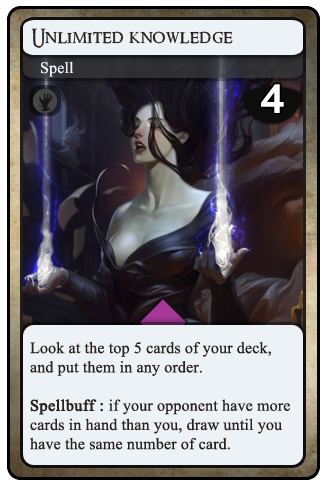 Unlimited knowledge
Spell
4
Look at the top 5 cards of your deck,
and put them in any order.
Spellbuff : if your opponent have more
cards in hand than you, draw until you
have the same number of card.